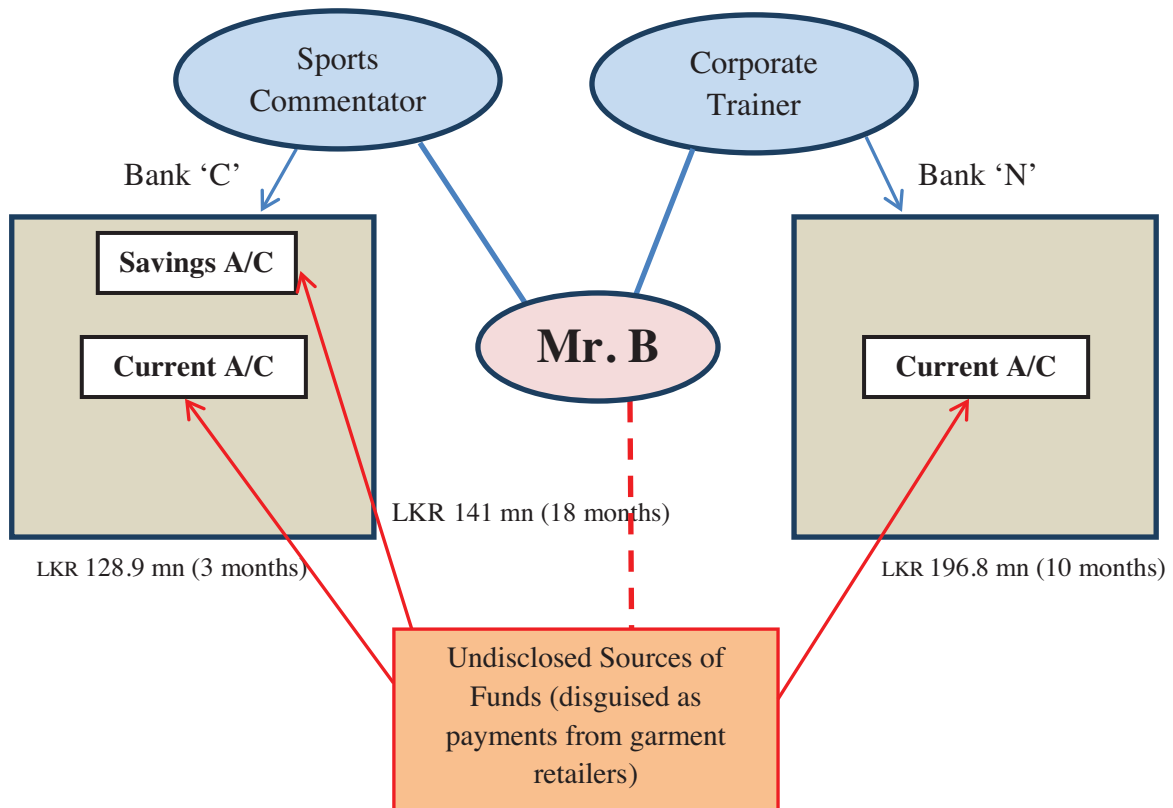 Sports
Commentator
Corporate
Trainer
Bank ‘C’
Bank ‘N’
Savings A/C
Current A/C
Mr. B
Current A/C
LKR 141 mn (18 months)
LKR 128.9 mn (3 months)
LKR 196.8 mn (10 months)
Undisclosed Sources of
Funds (disguised as
payments from garment
retailers)